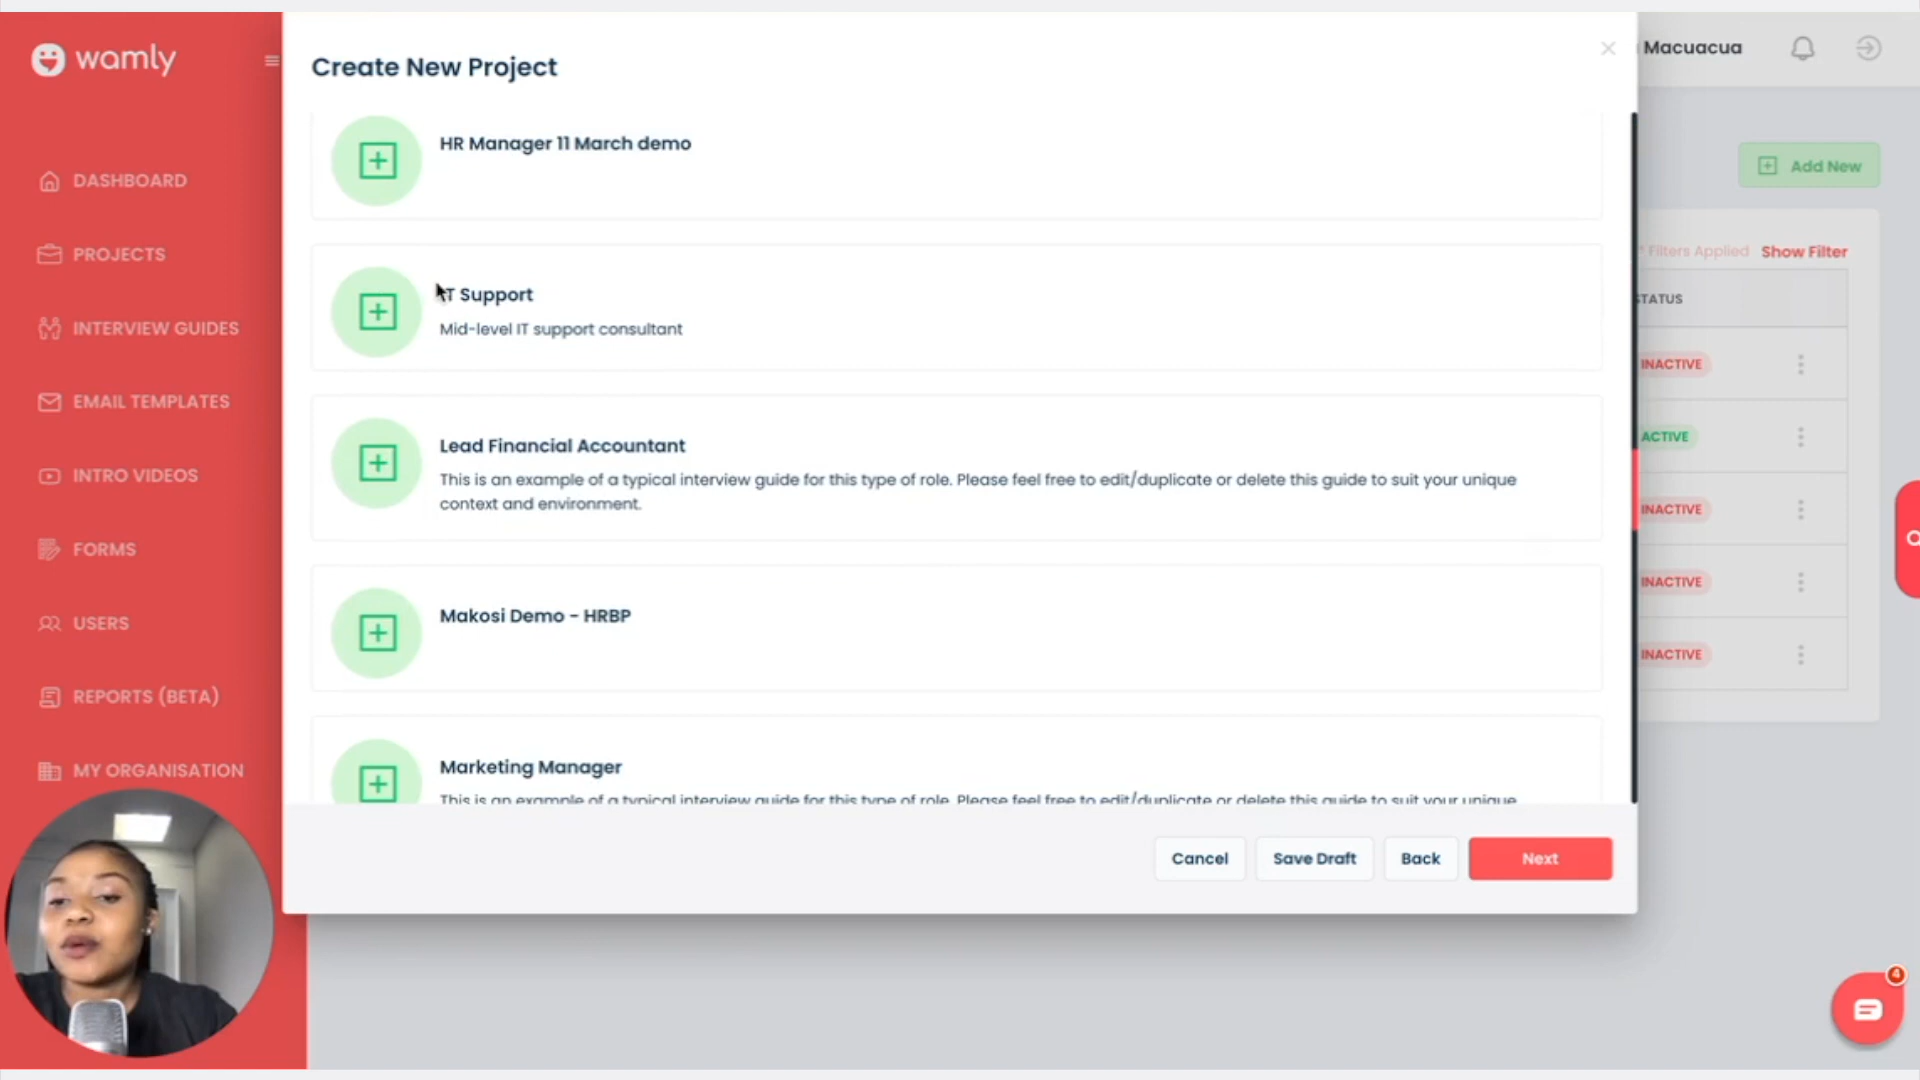 wamly
DASHBOARD
PROJECTS
INTERVIEW GUIDES
EMAIL TEMPLATES
INTRO VIDEOS
FORMS
USERS
REPORTS (BETA)
MY ORGANISATION
Create New Project
HR Manager 11 March demo
IT Support
Mid-level IT support consultant
Lead Financial Accountant
This is an example of a typical interview guide for this type of role. Please feel free to edit/duplicate or delete this guide to suit your unique
context and environment.
Makosi Demo - HRBP
Marketing Manager
This is an example of a typical interview guide for this type of role. Please feel free to edit/duplicate or delete this guide to suit your unique
Cancel
Save Draft
Back
Next
Macuacua
Add New
* Filters Applied Show Filter
STATUS
INACTIVE
ACTIVE
INACTIVE
INACTIVE
INACTIVE
4